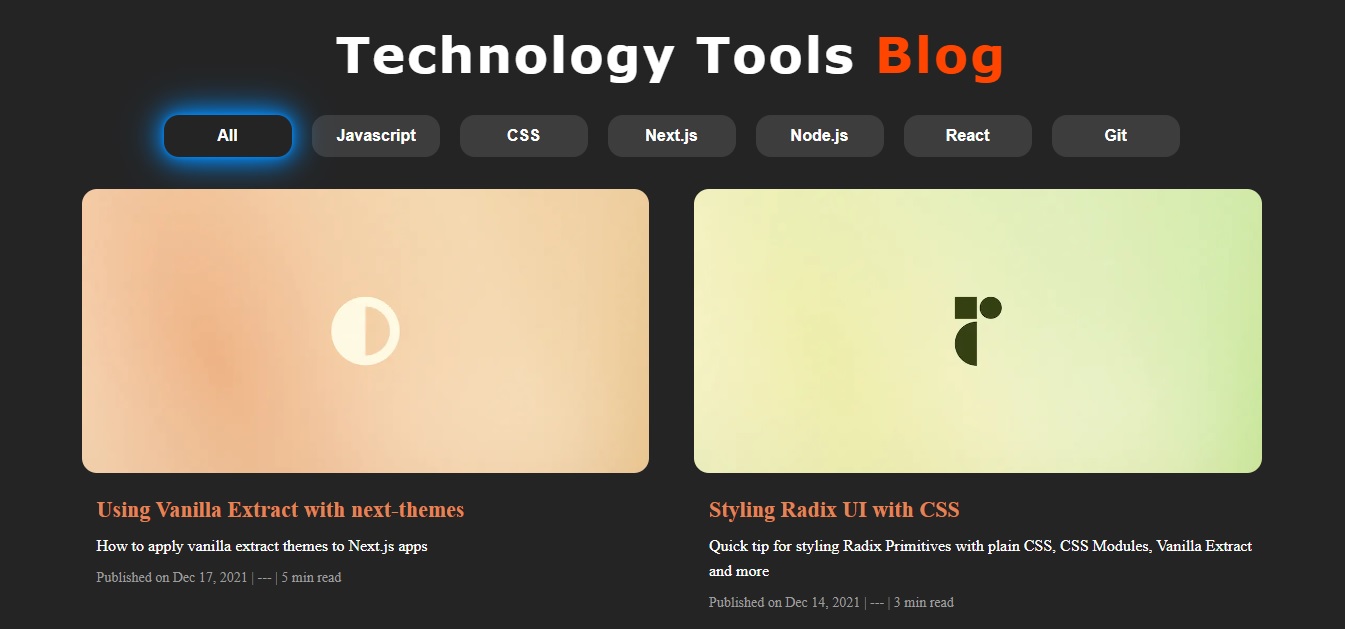 Technology Tools Blog
All Javascript CSS Next.js Node.js React Git
Using Vanilla Extract with next-themes
How to apply vanilla extract themes to Next.js apps
Published on Dec 17, 2021 | --- | 5 min read
Styling Radix UI with CSS
Quick tip for styling Radix Primitives with plain CSS, CSS Modules, Vanilla Extract
and more
Published on Dec 14, 2021 | --- | 3 min read